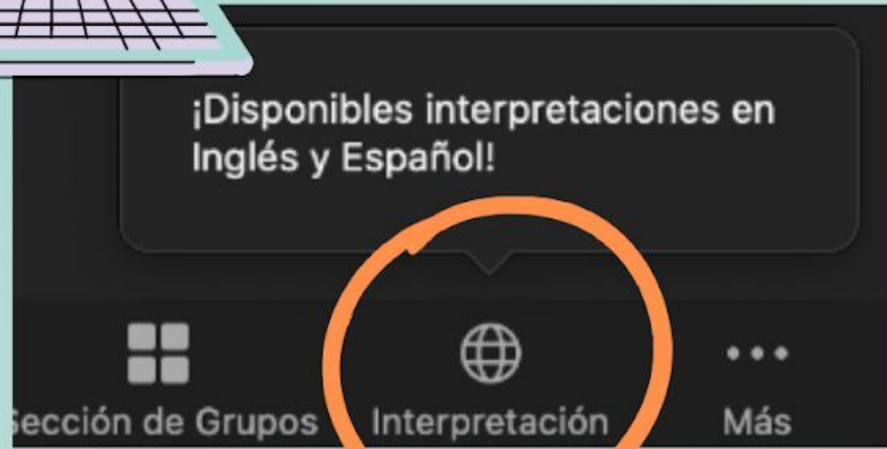 ¡Disponibles interpretaciones en
Inglés y Español!
Sección de Grupos Interpretación Más